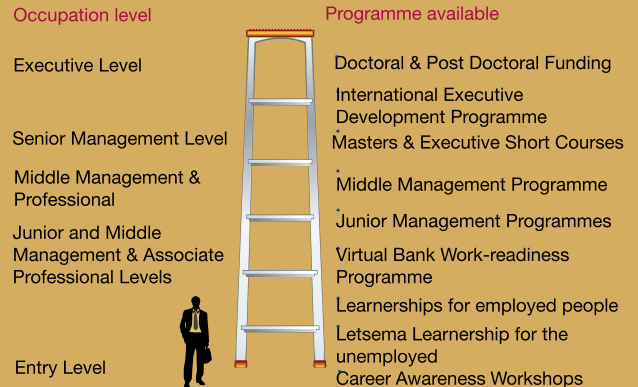 Occupation level
Programme available
Executive Level
Doctoral & Post Doctoral Funding
International Executive
Development Programme
Senior Management Level
Masters & Executive Short Courses
Middle Management &
Professional
Middle Management Programme
Junior and Middle
Management & Associate
Professional Levels
Junior Management Programmes
Virtual Bank Work-readiness
Programme
Learnerships for employed people
Letsema Learnership for the
unemployed
Entry Level
Career Awareness Workshops